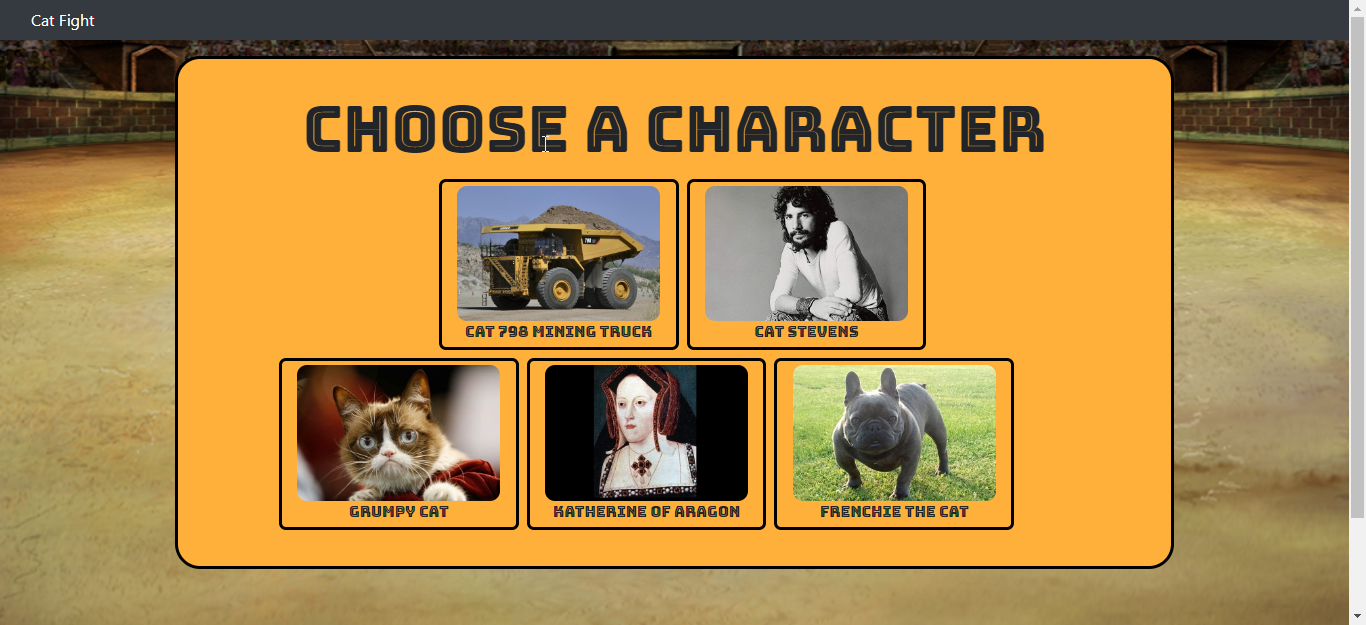 Cat Fight
CHOOSE A CHARACTER
CAT 798 MINING TRUCK
CAT STEVENS
GRUMPY CAT
KATHERINE OF ARAGON
FRENCHIE THE CAT